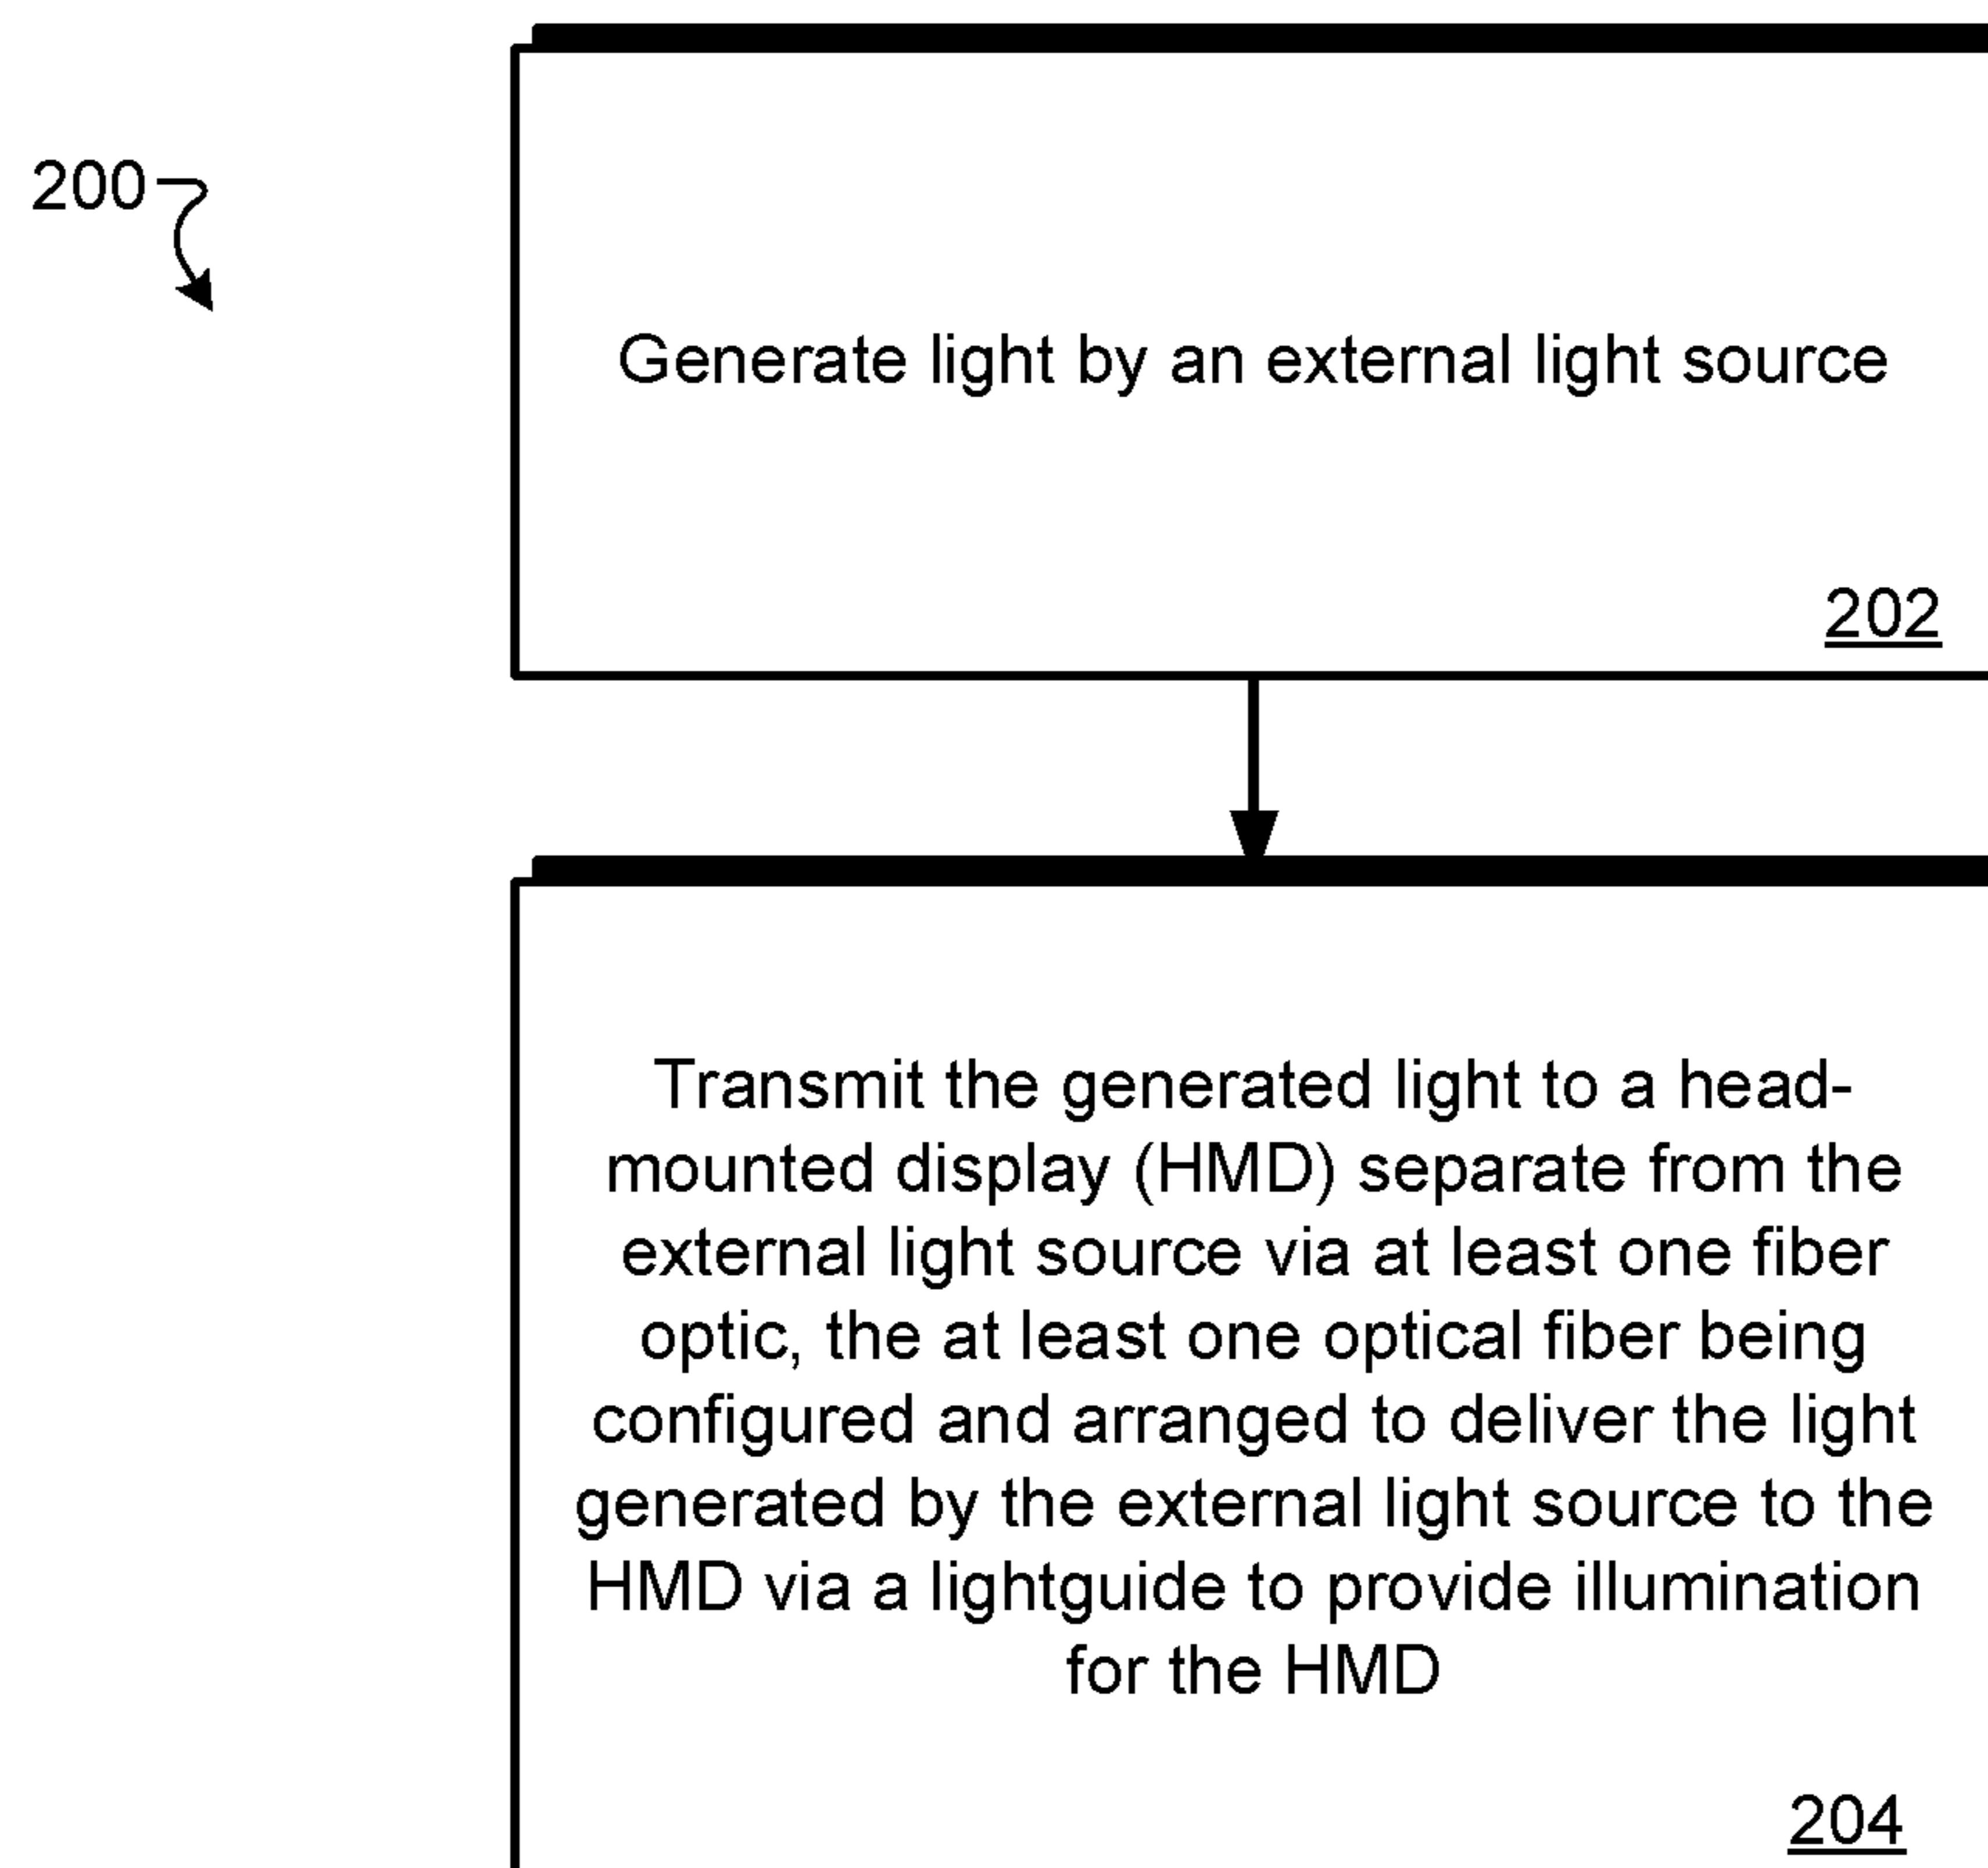 200
Generate light by an external light source
202
Transmit the generated light to a head-
mounted display (HMD) separate from the
external light source via at least one fiber
optic, the at least one optical fiber being
configured and arranged to deliver the light
generated by the external light source to the
HMD via a lightguide to provide illumination
for the HMD
204